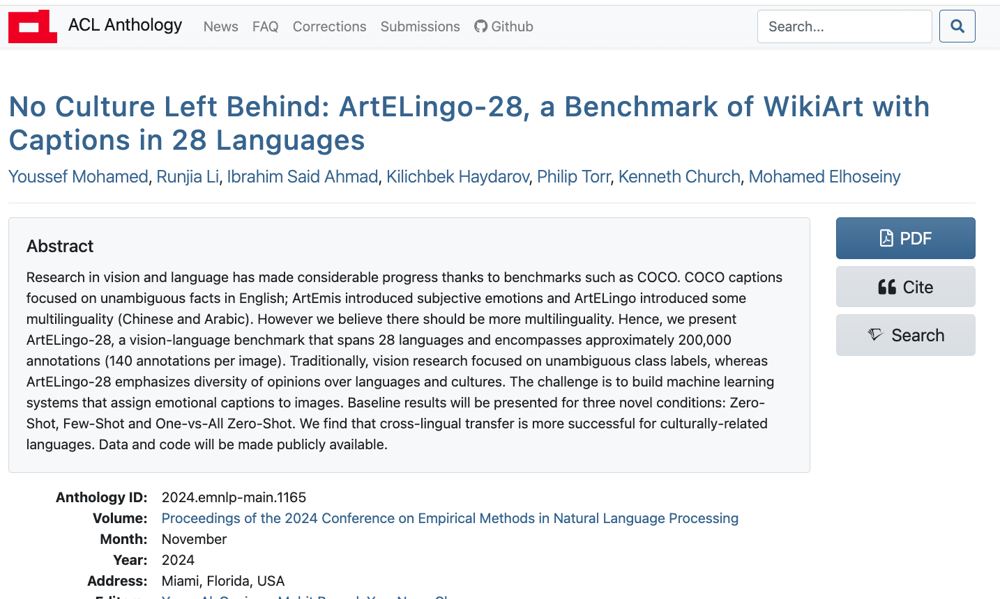 ACL Anthology News FAQ Corrections Submissions Github Search...
No Culture Left Behind: ArtELingo-28, a Benchmark of WikiArt with
Captions in 28 Languages
Youssef Mohamed, Runjia Li, Ibrahim Said Ahmad, Kilichbek Haydarov, Philip Torr, Kenneth Church, Mohamed Elhoseiny
Abstract
Research in vision and language has made considerable progress thanks to benchmarks such as COCO. COCO captions
focused on unambiguous facts in English; ArtEmis introduced subjective emotions and ArtELingo introduced some
multilinguality (Chinese and Arabic). However we believe there should be more multilinguality. Hence, we present
ArtELingo-28, a vision-language benchmark that spans 28 languages and encompasses approximately 200,000
annotations (140 annotations per image). Traditionally, vision research focused on unambiguous class labels, whereas
ArtELingo-28 emphasizes diversity of opinions over languages and cultures. The challenge is to build machine learning
systems that assign emotional captions to images. Baseline results will be presented for three novel conditions: Zero-
Shot, Few-Shot and One-vs-All Zero-Shot. We find that cross-lingual transfer is more successful for culturally-related
languages. Data and code will be made publicly available.
PDF
Cite
Search
Anthology ID: 2024.emnlp-main.1165
Volume: Proceedings of the 2024 Conference on Empirical Methods in Natural Language Processing
Month: November
Year: 2024
Address: Miami, Florida, USA